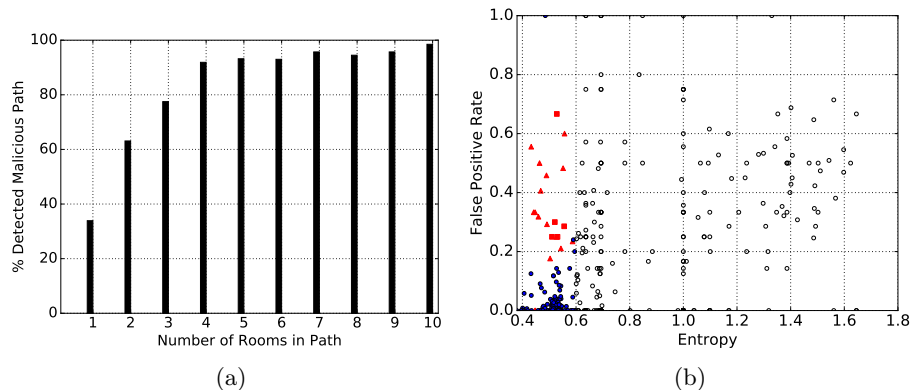 100
80
60
40
20
0
% Detected Malicious Path
1 2 3 4 5 6 7 8 9 10
Number of Rooms in Path
(a)
1.0
0.8
0.6
0.4
0.2
0.0
False Positive Rate
0.4 0.6 0.8 1.0 1.2 1.4 1.6 1.8
Entropy
(b)